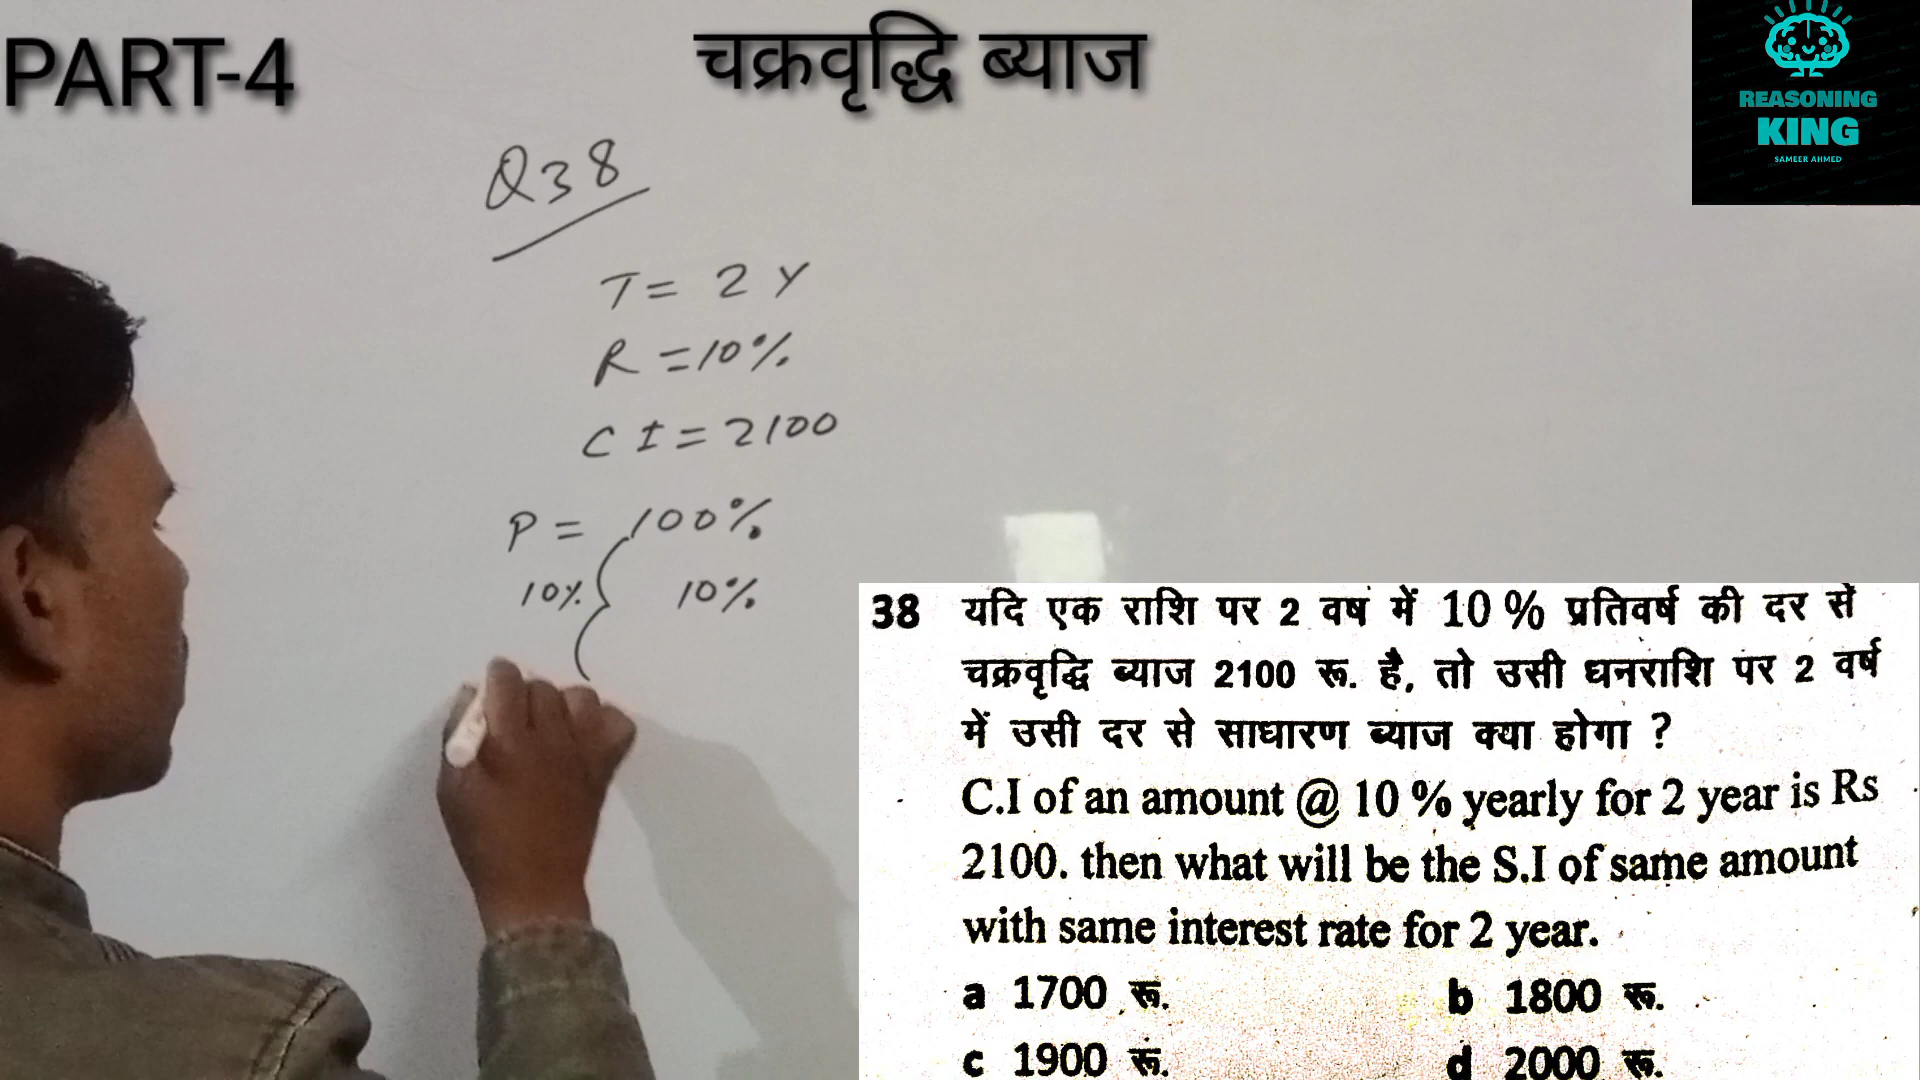 PART-4
चक्रवृद्धि ब्याज
REASONING
KING
SAMEER AHMED
Q38
T = 2 Y
R = 10%
C I = 2100
P = 100%
10% 10%
38 यदि एक राशि पर 2 वष में 10 % प्रतिवर्ष की दर से
चक्रवृद्धि ब्याज 2100 रू. है, तो उसी धनराशि पर 2 वर्ष
में उसी दर से साधारण ब्याज क्या होगा ?
C.I of an amount @ 10 % yearly for 2 year is Rs
2100. then what will be the S.I of same amount
with same interest rate for 2 year.
a 1700 रू. b 1800 रू.
c 1900 रू. d 2000 रू.